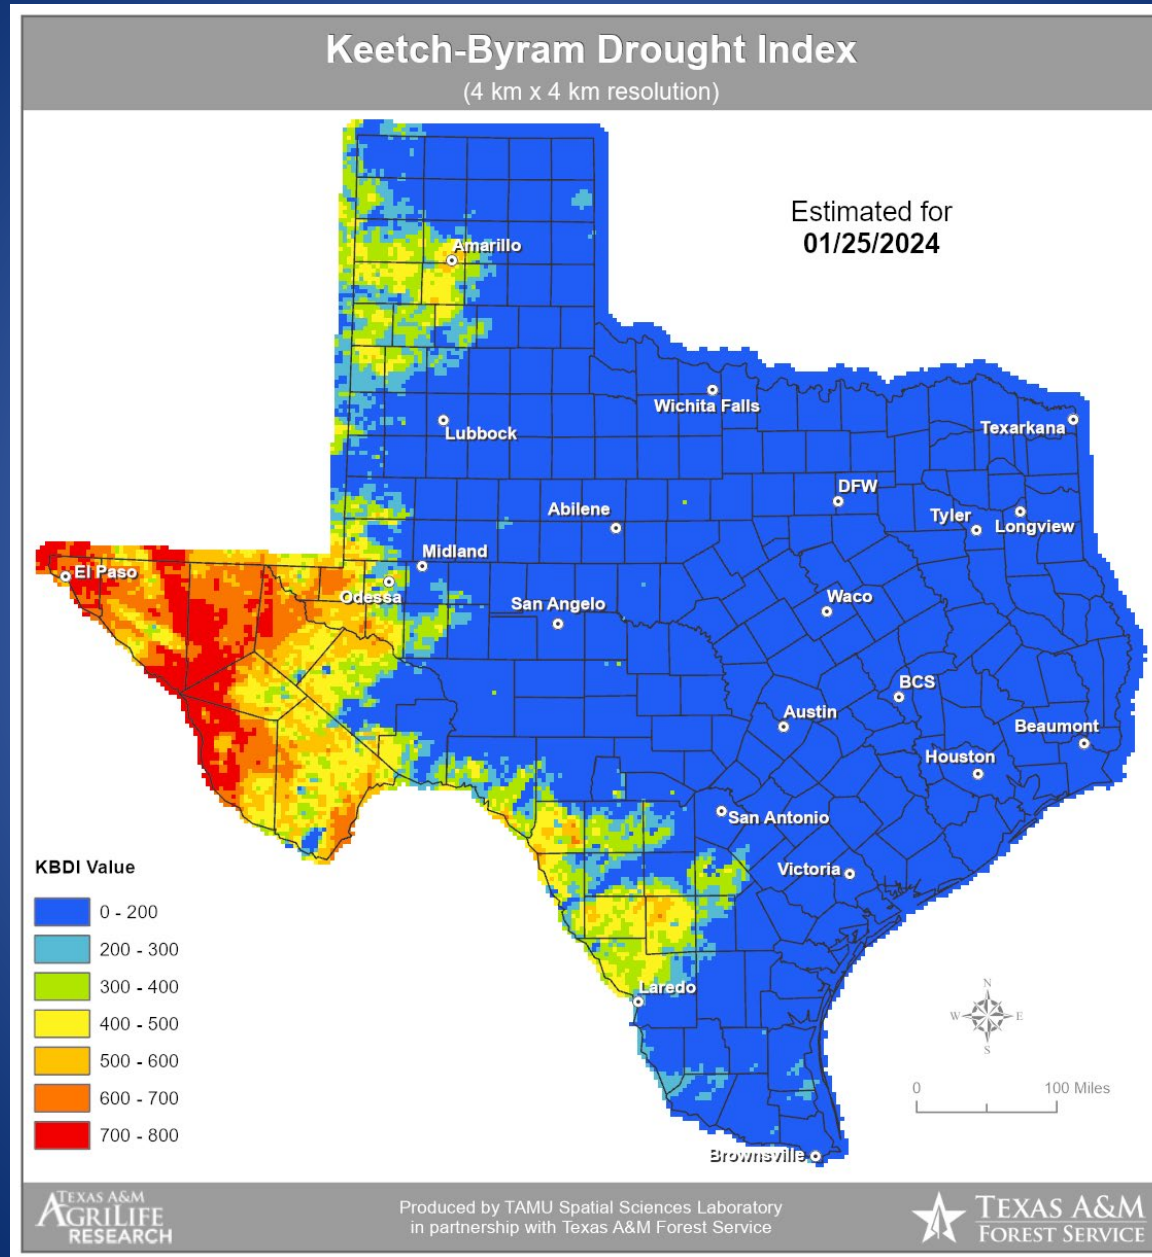 Keetch-Byram Drought Index
(4 km x 4 km resolution)
Estimated for
01/25/2024
Amarillo
Wichita Falls
Lubbock
Texarkana
DFW
Abilene
Tyler
Longview
Midland
El Paso
Odessa
San Angelo
Waco
BCS
Austin
Beaumont
Houston
San Antonio
Victoria
KBDI Value
0 - 200
200 - 300
300 - 400
400 - 500
500 - 600
600 - 700
700 - 800
Laredo
N
W E
S
0 100 Miles
Brownsville
TEXAS A&M
AGRILIFE
RESEARCH
Produced by TAMU Spatial Sciences Laboratory
in partnership with Texas A&M Forest Service
TEXAS A&M
FOREST SERVICE